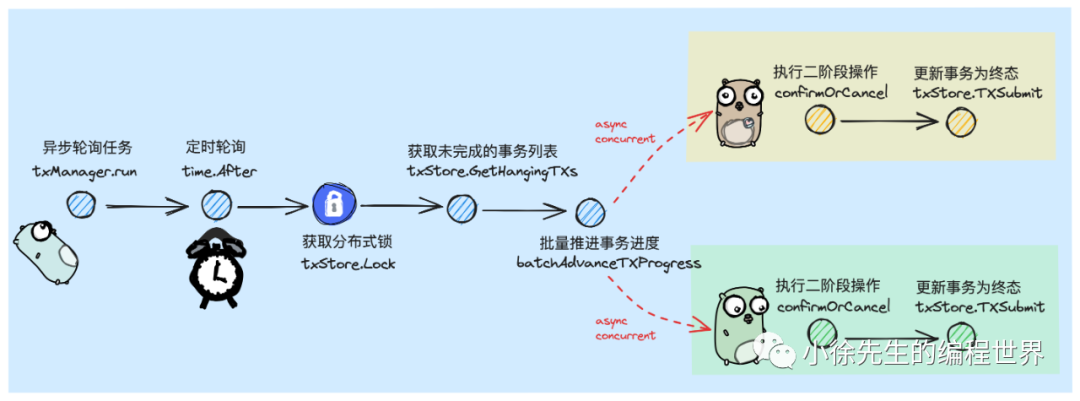 异步轮询任务
txManager.run
定时轮询
time.After
获取分布式锁
txStore.Lock
获取未完成的事务列表
txStore.GetHangingTXs
批量推进事务进度
batchAdvanceTXProgress
async
concurrent
执行二阶段操作
confirmOrCancel
更新事务为终态
txStore.TXSubmit
async
concurrent
执行二阶段操作
confirmOrCancel
更新事务为终态
txStore.TXSubmit
小徐先生的编程世界